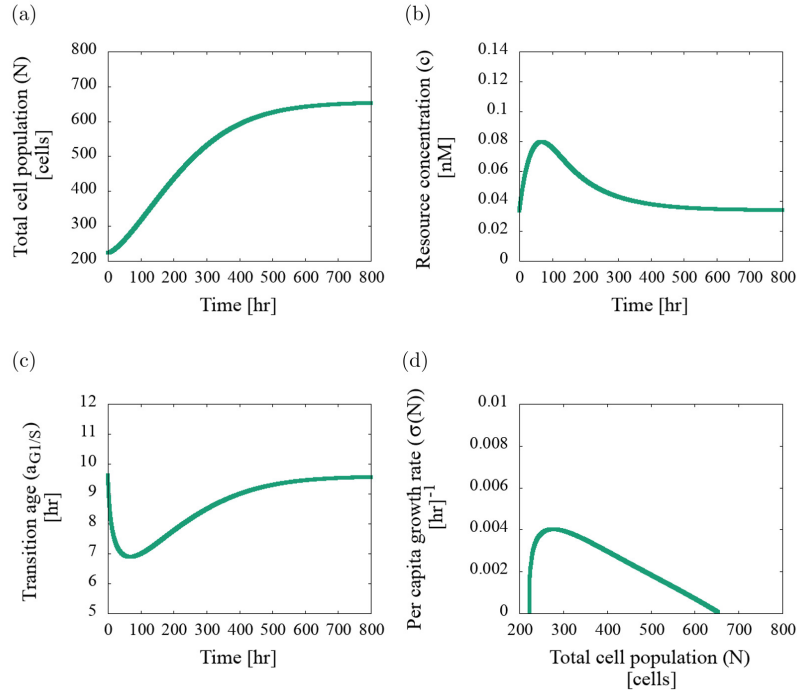 (a)
800
700
600
500
400
300
200
0 100 200 300 400 500 600 700 800
Total cell population (N)
[cells]
Time [hr]
(b)
0.14
0.12
0.1
0.08
0.06
0.04
0.02
0
0 100 200 300 400 500 600 700 800
Resource concentration (c)
[nM]
Time [hr]
(c)
12
11
10
9
8
7
6
5
0 100 200 300 400 500 600 700 800
Transition age (aG1/S)
[hr]
Time [hr]
(d)
0.01
0.008
0.006
0.004
0.002
0
200 300 400 500 600 700 800
Per capita growth rate (σ(N))
[hr]-1
Total cell population (N)
[cells]